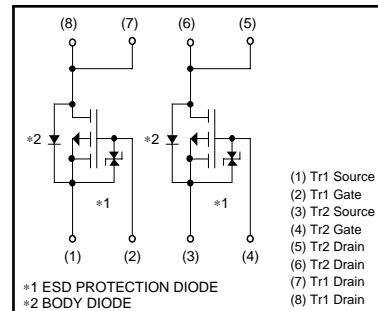 (8) (7) (6) (5)
∗2 ∗2
∗1 ∗1
(1) (2) (3) (4)
(1) Tr1 Source
(2) Tr1 Gate
(3) Tr2 Source
(4) Tr2 Gate
(5) Tr2 Drain
(6) Tr2 Drain
(7) Tr1 Drain
(8) Tr1 Drain
∗1 ESD PROTECTION DIODE
∗2 BODY DIODE